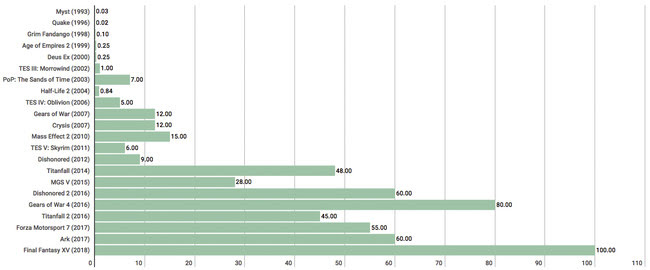 Myst (1993) 0.03
Quake (1996) 0.02
Grim Fandango (1998) 0.10
Age of Empires 2 (1999) 0.25
Deus Ex (2000) 0.25
TES III: Morrowind (2002) 1.00
PoP: The Sands of Time (2003) 7.00
Half-Life 2 (2004) 0.84
TES IV: Oblivion (2006) 5.00
Gears of War (2007) 12.00
Crysis (2007) 12.00
Mass Effect 2 (2010) 15.00
TES V: Skyrim (2011) 6.00
Dishonored (2012) 9.00
Titanfall (2014) 48.00
MGS V (2015) 28.00
Dishonored 2 (2016) 60.00
Gears of War 4 (2016) 80.00
Titanfall 2 (2016) 45.00
Forza Motorsport 7 (2017) 55.00
Ark (2017) 60.00
Final Fantasy XV (2018) 100.00
0 10 20 30 40 50 60 70 80 90 100 110